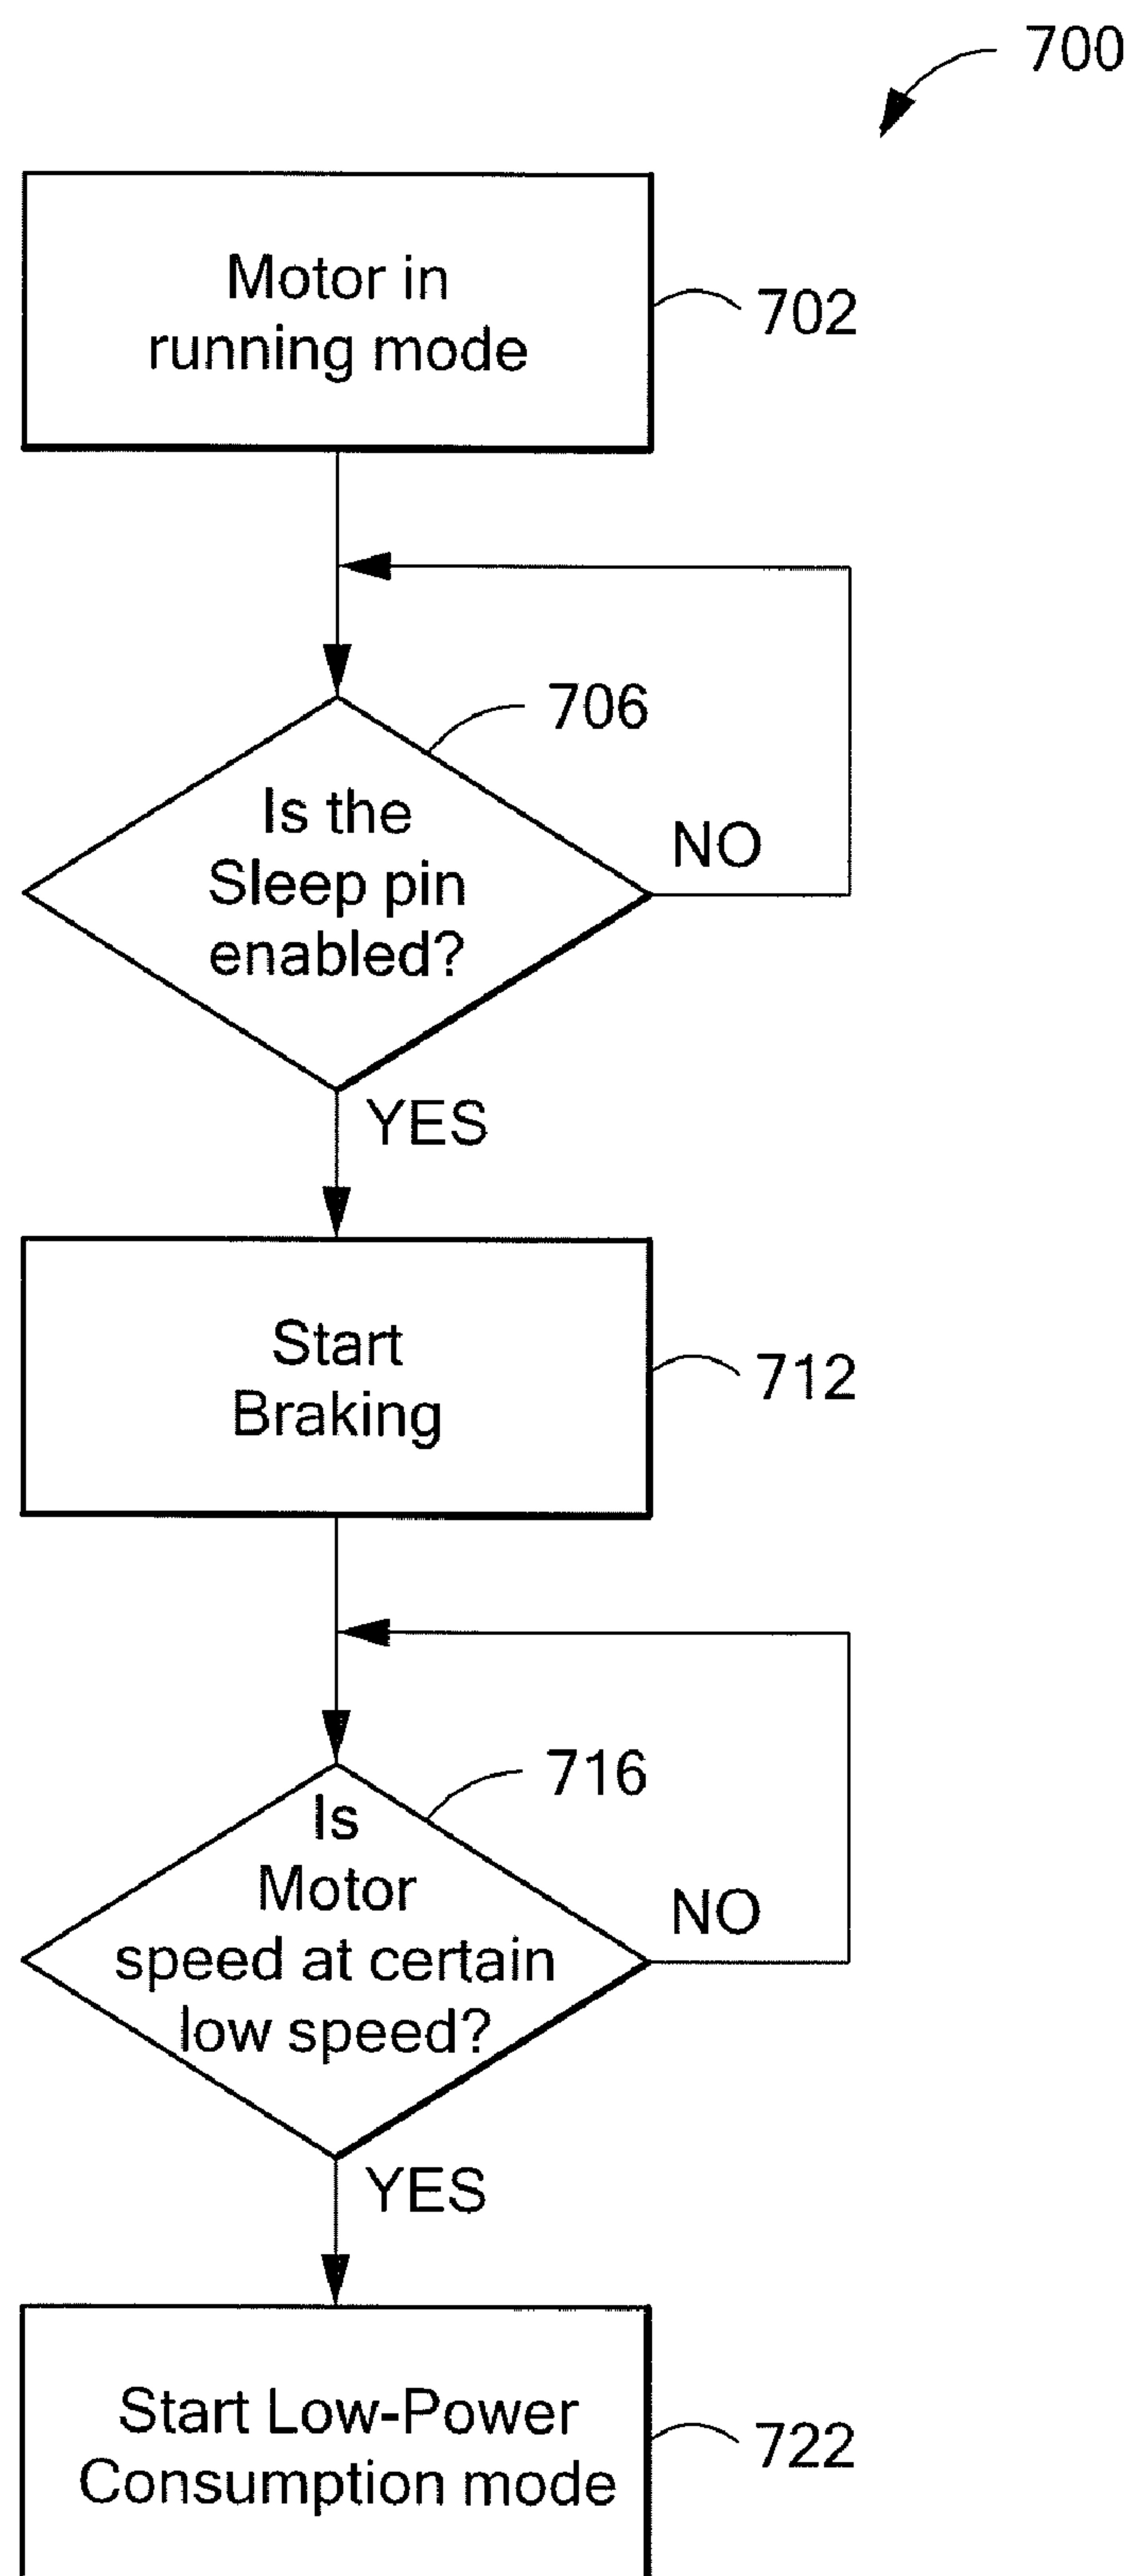 700
Motor in
running mode
702
706
Is the
Sleep pin
enabled?
NO
YES
Start
Braking
712
716
Is
Motor
speed at certain
low speed?
NO
YES
Start Low-Power
Consumption mode
722